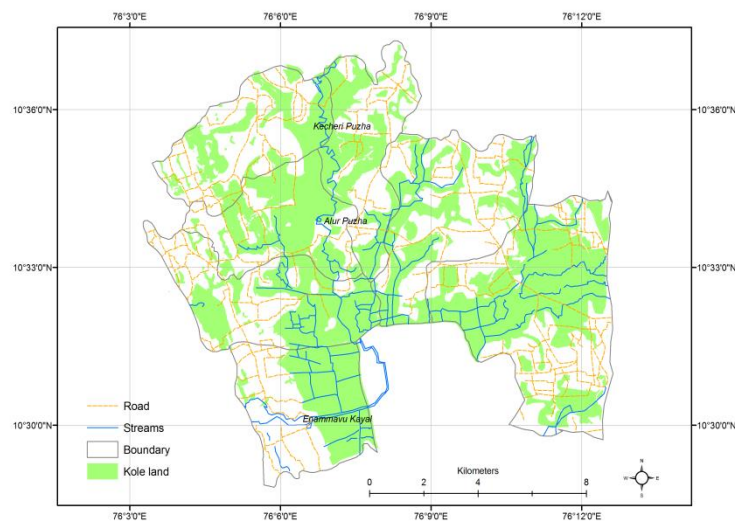 76°3'0"E 76°6'0"E 76°9'0"E 76°12'0"E
10°36'0"N 10°36'0"N
Kecheri Puzha
Alur Puzha
10°33'0"N 10°33'0"N
Road
Streams
Boundary
Kole land
10°30'0"N 10°30'0"N
Enammavu Kayal
Kilometers
0 2 4 8
N
W E
S
76°3'0"E 76°6'0"E 76°9'0"E 76°12'0"E